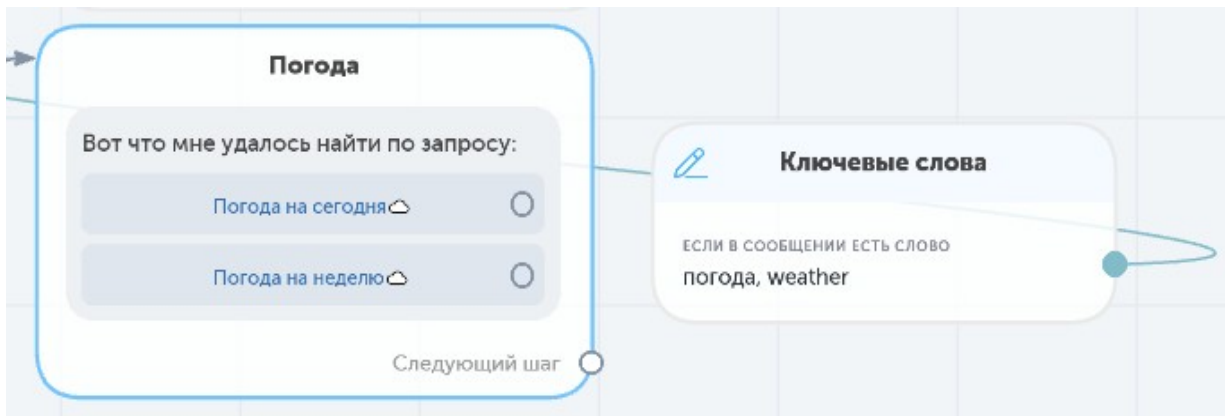 Погода
Вот что мне удалось найти по запросу:
Погода на сегодня
Погода на неделю
Следующий шаг
Ключевые слова
ЕСЛИ В СООБЩЕНИИ ЕСТЬ СЛОВО
погода, weather